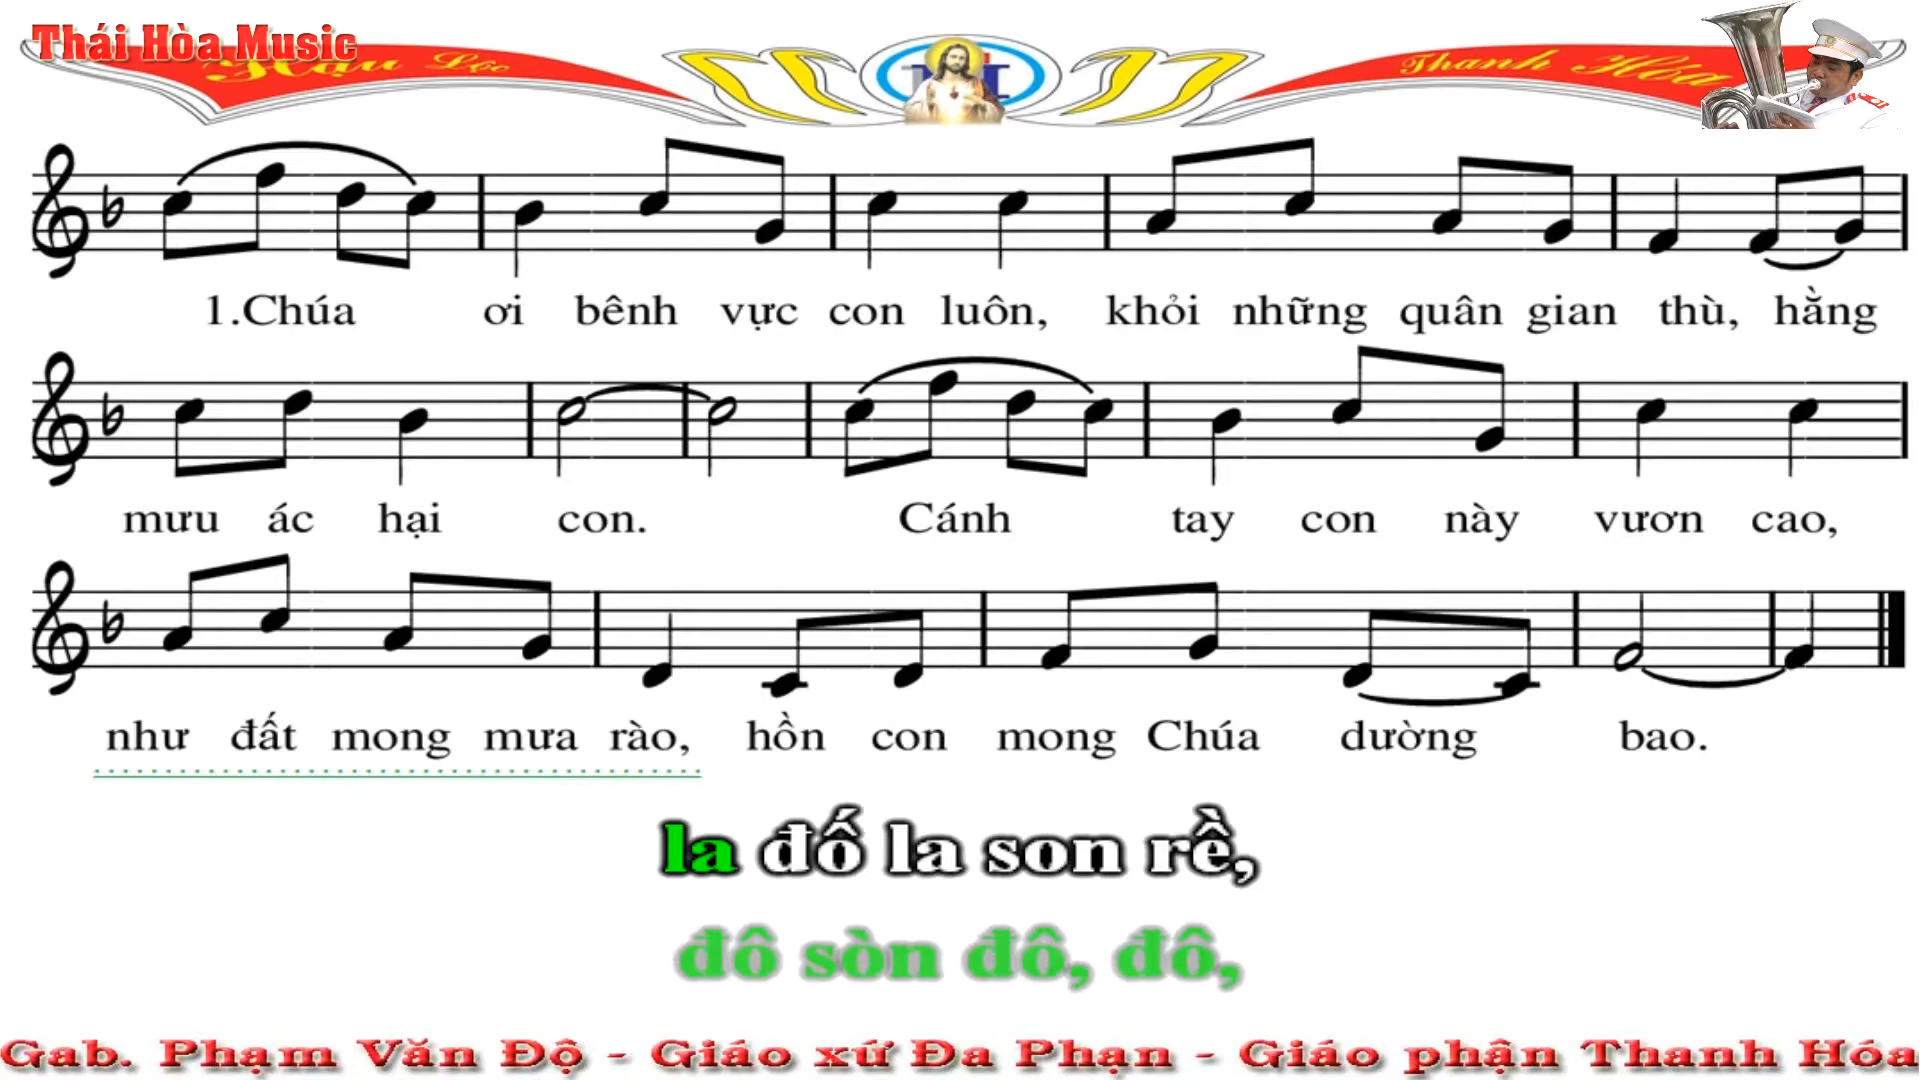 Thái Hòa Music
Hậu Lộc
Thanh Hóa
1.Chúa ơi bênh vực con luôn, khỏi những quân gian thù, hằng
mưu ác hại con. Cánh tay con này vươn cao,
như đất mong mưa rào, hồn con mong Chúa dường bao.
la đố la son rề,
đô sòn đô, đô,
Gab. Phạm Văn Độ - Giáo xứ Đa Phạn - Giáo phận Thanh Hóa